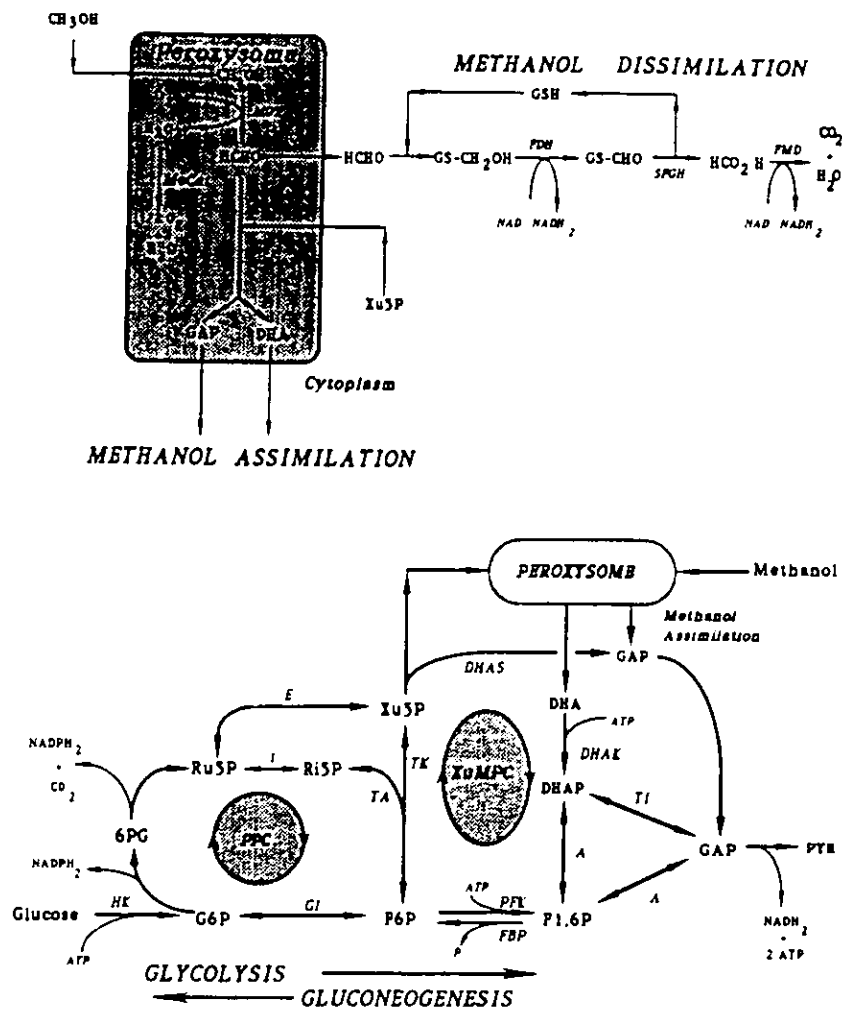 CH3OH
Peroxysoma
METHANOL DISSIMILATION
GSH
HCHO
HCHO
GS-CH2OH
FDH
GS-CHO
SFGH
HCO2H
FMD
CO2
+
H2O
NAD NADH2
NAD NADH2
Xu5P
GAP DHA
Cytoplasm
METHANOL ASSIMILATION
PEROXYSOME
Methanol
Methanol
Assimilation
DHAS
GAP
E
Xu5P
DHA
ATP
NADPH2
+
CO2
Ru5P
I
Ri5P
TK
XuMPC
DHAK
TA
DHAP
TI
6PG
PPC
GAP
PYR
NADPH2
A
A
Glucose
HK
G6P
GI
F6P
ATP
PFK
FBP
F1,6P
NADH2
+
2 ATP
ATP
P
GLYCOLYSIS
GLUCONEOGENESIS